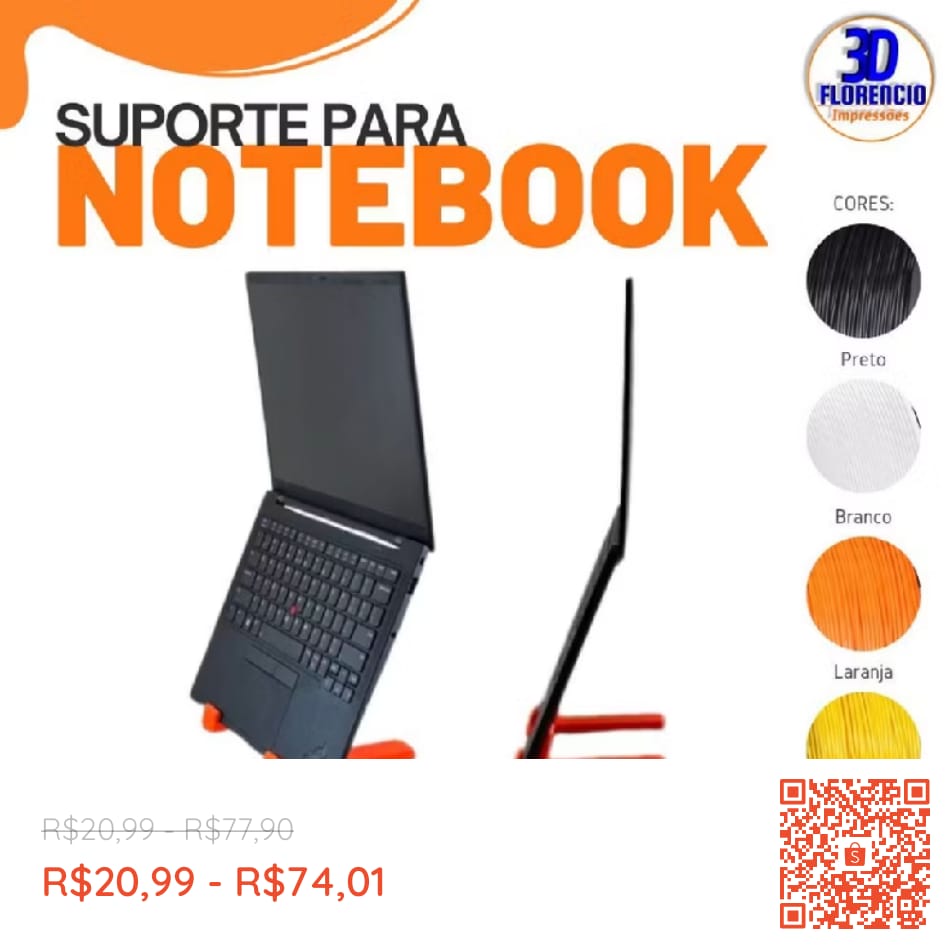 3D
FLORENCIO
Impressões
SUPORTE PARA
NOTEBOOK
CORES:
Preto
Branco
Laranja
R$20,99 - R$77,90
R$20,99 - R$74,01